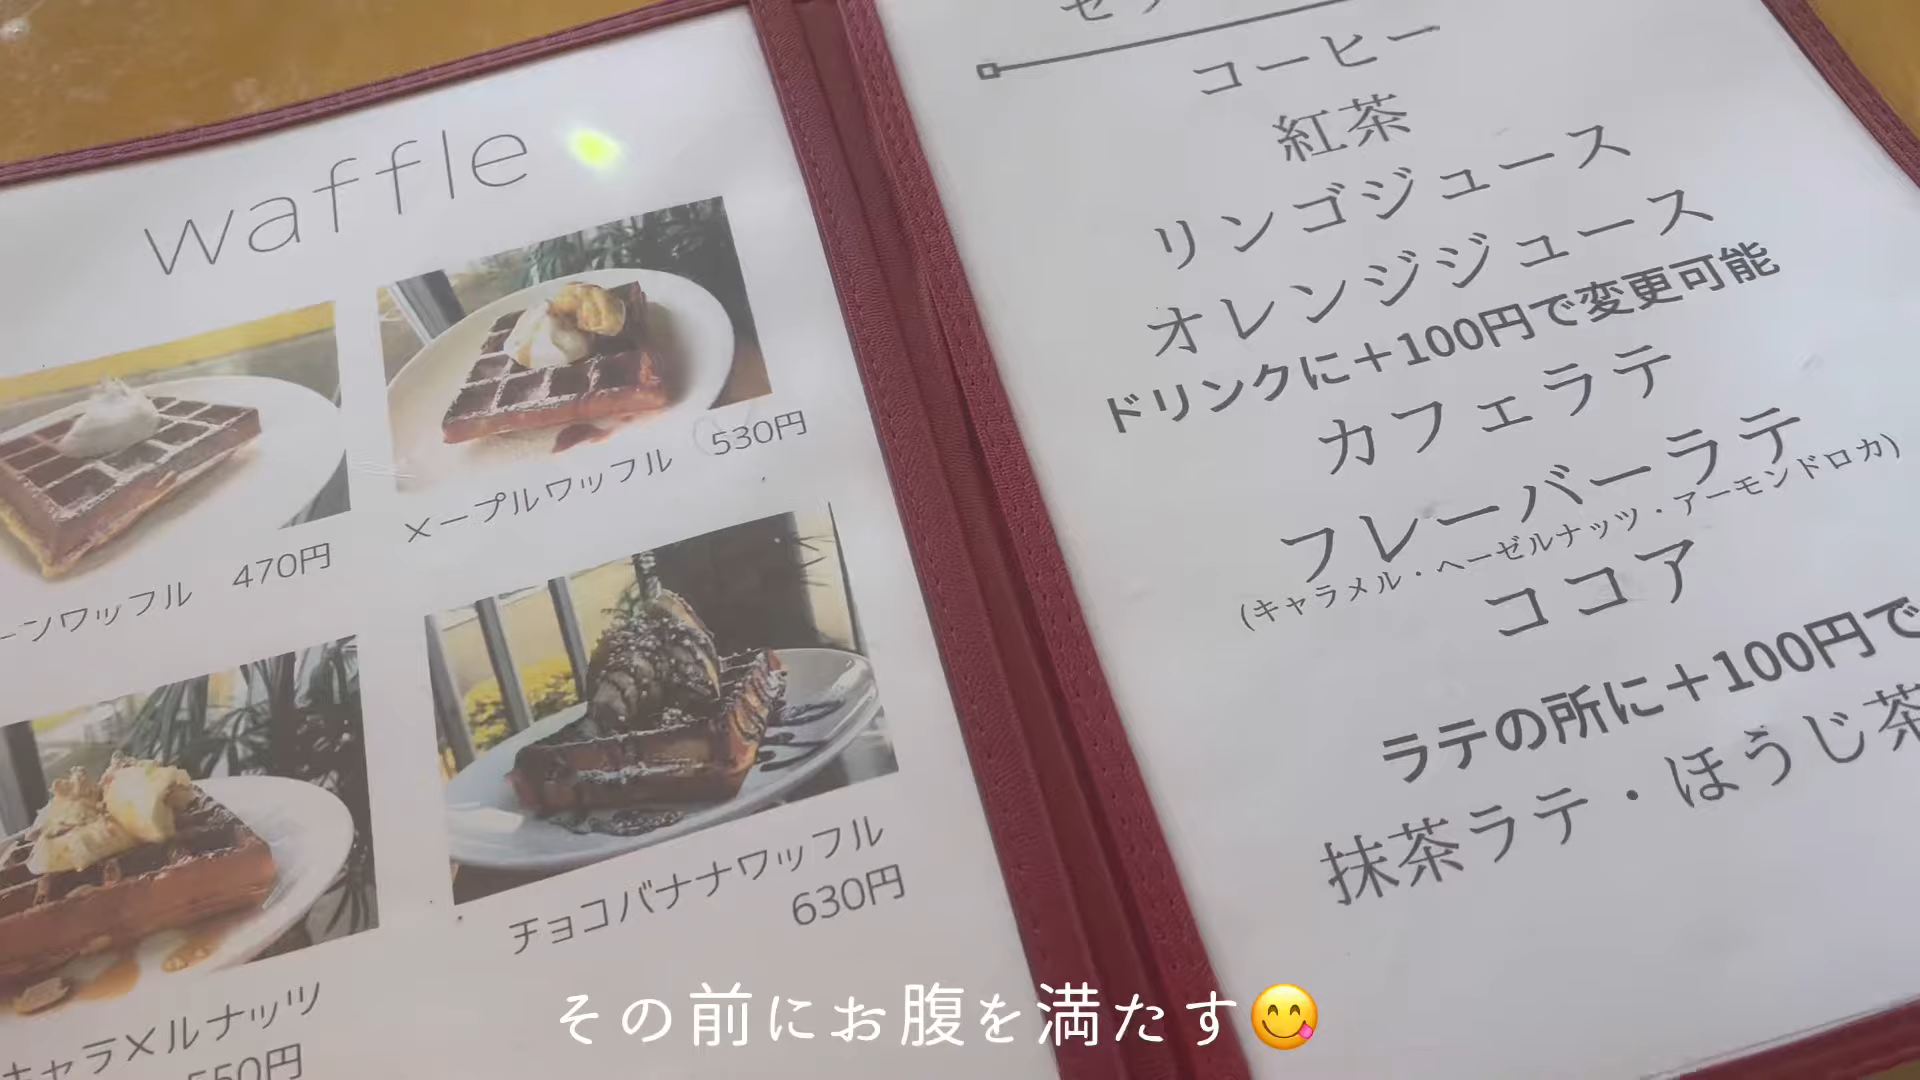 waffle
ーンワッフル 470円
メープルワッフル 530円
キャラメルナッツ
550円
チョコバナナワッフル
630円
コーヒー
紅茶
リンゴジュース
オレンジジュース
ドリンクに+100円で変更可能
カフェラテ
フレーバーラテ
(キャラメル・ヘーゼルナッツ・アーモンドロカ)
ココア
ラテの所に+100円で
抹茶ラテ・ほうじ茶
その前にお腹を満たす😋